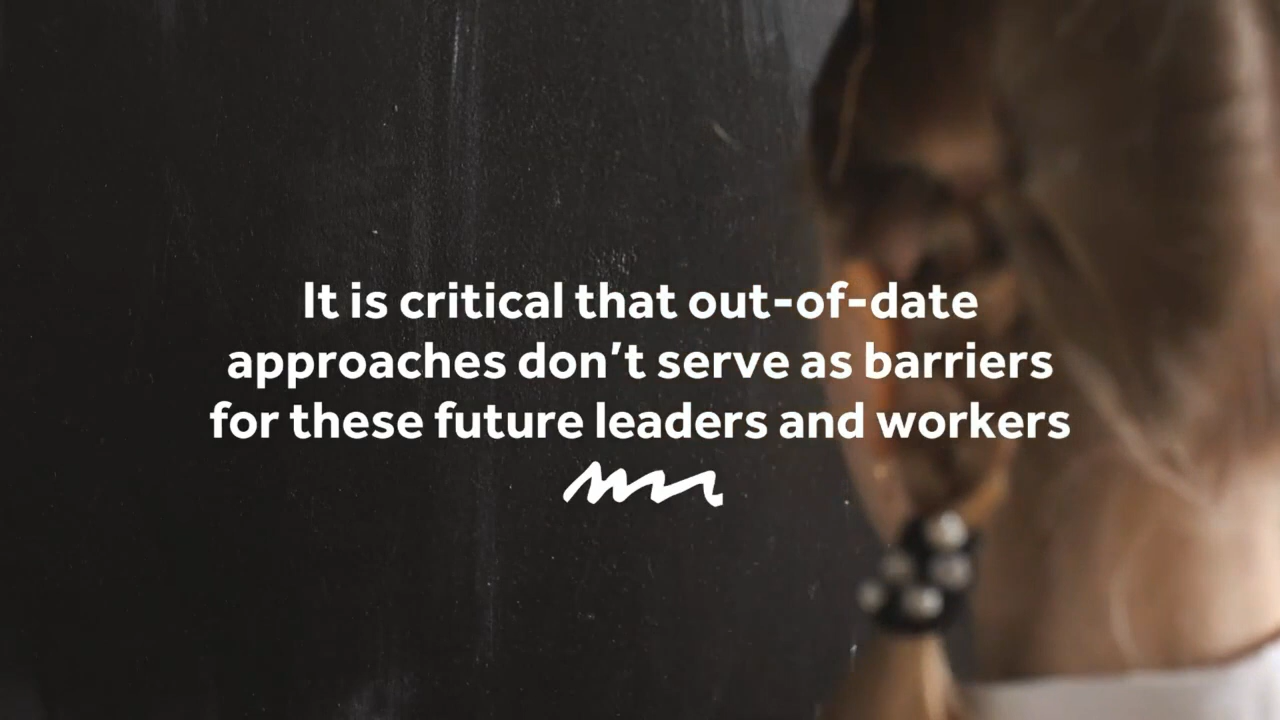 It is critical that out-of-date
approaches don't serve as barriers
for these future leaders and workers